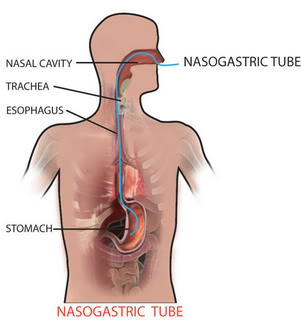 NASAL CAVITY
NASOGASTRIC TUBE
TRACHEA
ESOPHAGUS
STOMACH
NASOGASTRIC TUBE